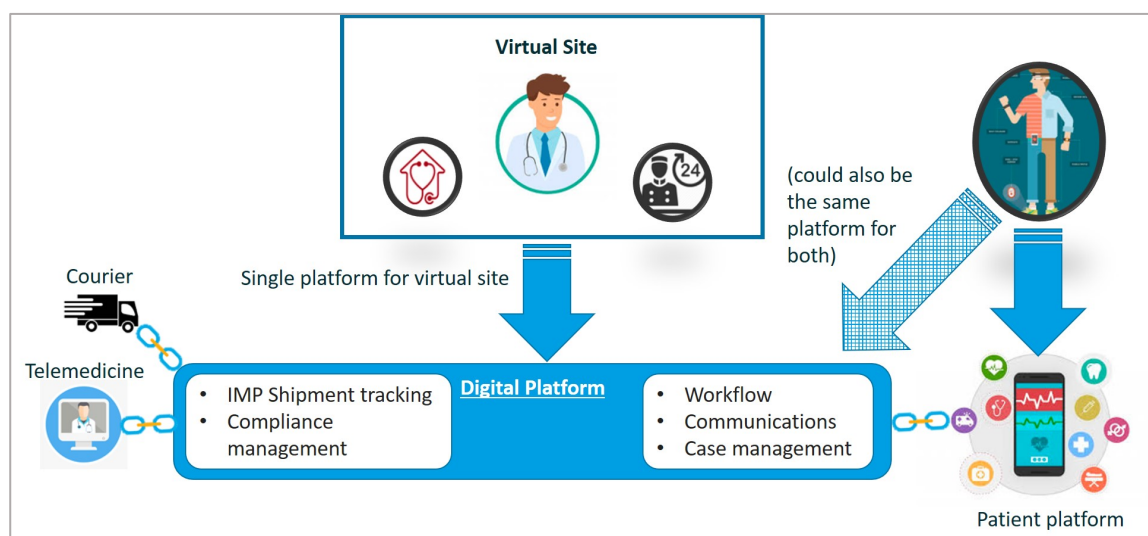 Virtual Site
24
(could also be
the same
platform for
both)
Single platform for virtual site
Courier
Telemedicine
Digital Platform
• IMP Shipment tracking
• Compliance
management
• Workflow
• Communications
• Case management
Patient platform